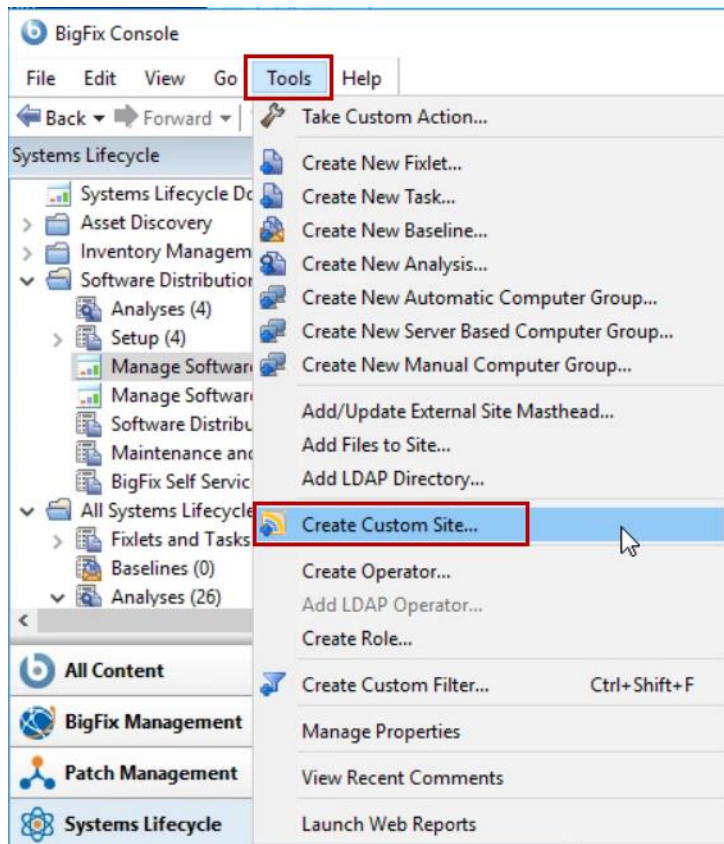 BigFix Console
File Edit View Go Tools Help
Back Forward
Systems Lifecycle
Systems Lifecycle Do
Asset Discovery
Inventory Managem
Software Distribution
Analyses (4)
Setup (4)
Manage Software
Manage Software
Software Distribu
Maintenance and
BigFix Self Servic
All Systems Lifecycle
Fixlets and Tasks
Baselines (0)
Analyses (26)
All Content
BigFix Management
Patch Management
Systems Lifecycle
Take Custom Action...
Create New Fixlet...
Create New Task...
Create New Baseline...
Create New Analysis...
Create New Automatic Computer Group...
Create New Server Based Computer Group...
Create New Manual Computer Group...
Add/Update External Site Masthead...
Add Files to Site...
Add LDAP Directory...
Create Custom Site...
Create Operator...
Add LDAP Operator...
Create Role...
Create Custom Filter... Ctrl+Shift+F
Manage Properties
View Recent Comments
Launch Web Reports